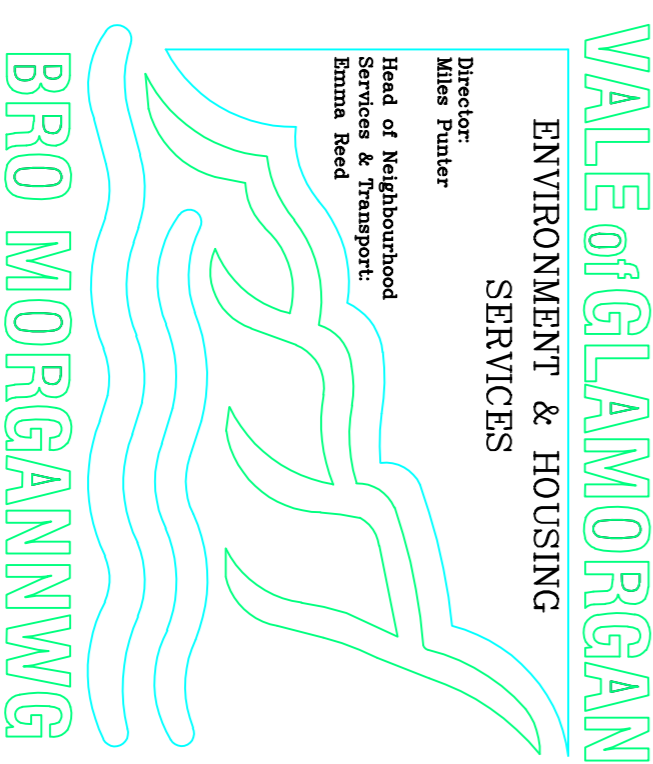 VALE of GLAMORGAN
ENVIRONMENT & HOUSING
SERVICES
Director:
Miles Punter
Head of Neighbourhood
Services & Transport:
Emma Reed
BRO MORGANNWG